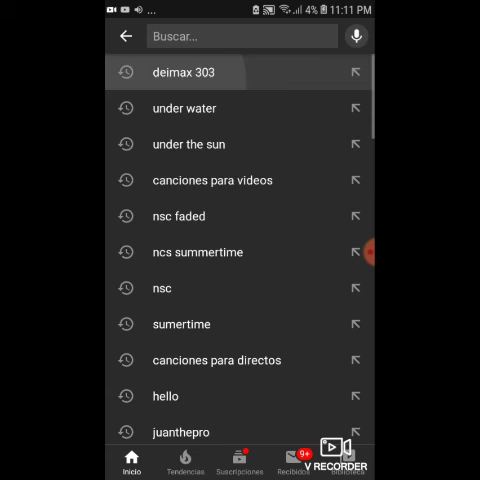 ... 4% 11:11 PM
Buscar...
deimax 303
under water
under the sun
canciones para videos
nsc faded
ncs summertime
nsc
sumertime
canciones para directos
hello
juanthepro
9+
V RECORDER
Inicio
Tendencias
Suscripciones
Recibidos
Biblioteca